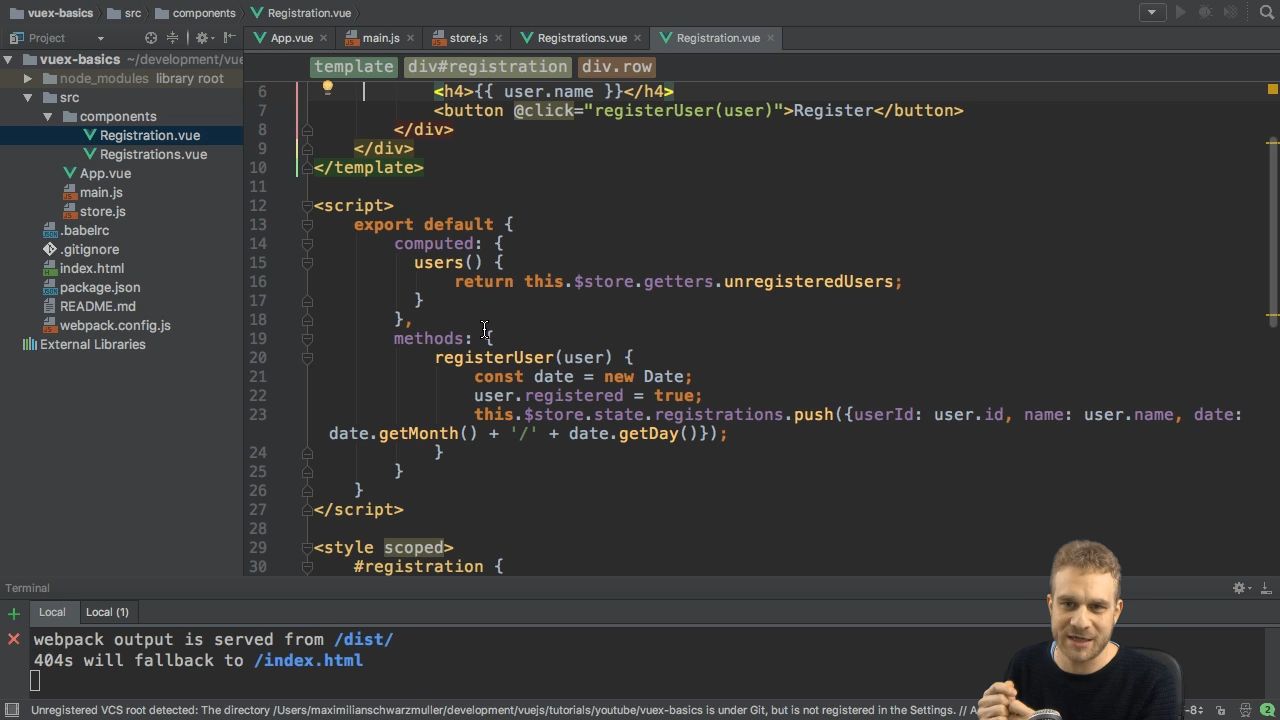 vuex-basics src components Registration.vue
Project App.vue main.js store.js Registrations.vue Registration.vue
vuex-basics ~/development/vue
template div#registration div.row
node_modules library root
src
components
Registration.vue
Registrations.vue
App.vue
main.js
store.js
.babelrc
.gitignore
index.html
package.json
README.md
webpack.config.js
External Libraries
6 <h4>{{ user.name }}</h4>
7 <button @click="registerUser(user)">Register</button>
8 </div>
9 </div>
10 </template>
11
12 <script>
13 export default {
14 computed: {
15 users() {
16 return this.$store.getters.unregisteredUsers;
17 }
18 },
19 methods: {
20 registerUser(user) {
21 const date = new Date;
22 user.registered = true;
23 this.$store.state.registrations.push({userId: user.id, name: user.name, date:
date.getMonth() + '/' + date.getDay()});
24 }
25 }
26 }
27 </script>
28
29 <style scoped>
30 #registration {
Terminal
Local Local (1)
webpack output is served from /dist/
404s will fallback to /index.html
Unregistered VCS root detected: The directory /Users/maximilianschwarzmuller/development/vuejs/tutorials/youtube/vuex-basics is under Git, but is not registered in the Settings. // A -8 2